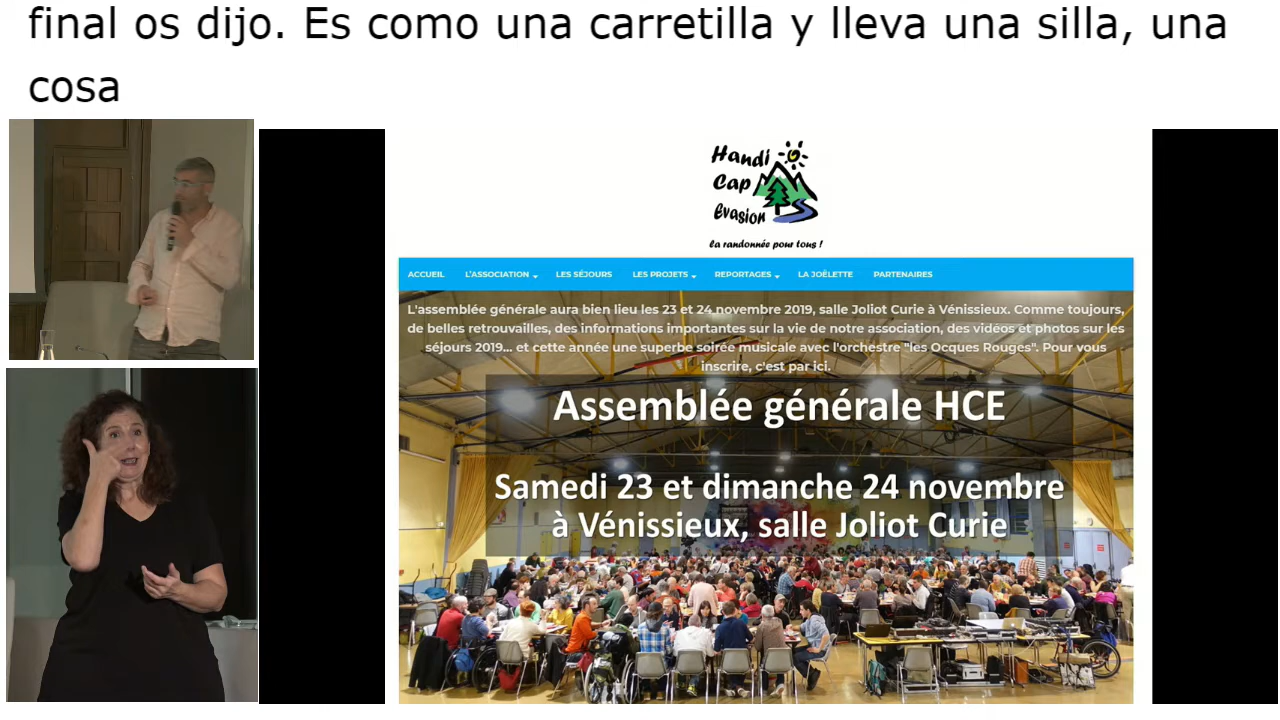 final os dijo. Es como una carretilla y lleva una silla, una
cosa
Handi
Cap
Evasion
la randonnée pour tous !
ACCUEIL L'ASSOCIATION LES SÉJOURS LES PROJETS REPORTAGES LA JOËLETTE PARTENAIRES
L'assemblée générale aura bien lieu les 23 et 24 novembre 2019, salle Joliot Curie à Vénissieux. Comme toujours,
de belles retrouvailles, des informations importantes sur la vie de notre association, des vidéos et photos sur les
séjours 2019... et cette année une superbe soirée musicale avec l'orchestre "les Ocques Rouges". Pour vous
inscrire, c'est par ici.
Assemblée générale HCE
Samedi 23 et dimanche 24 novembre
à Vénissieux, salle Joliot Curie